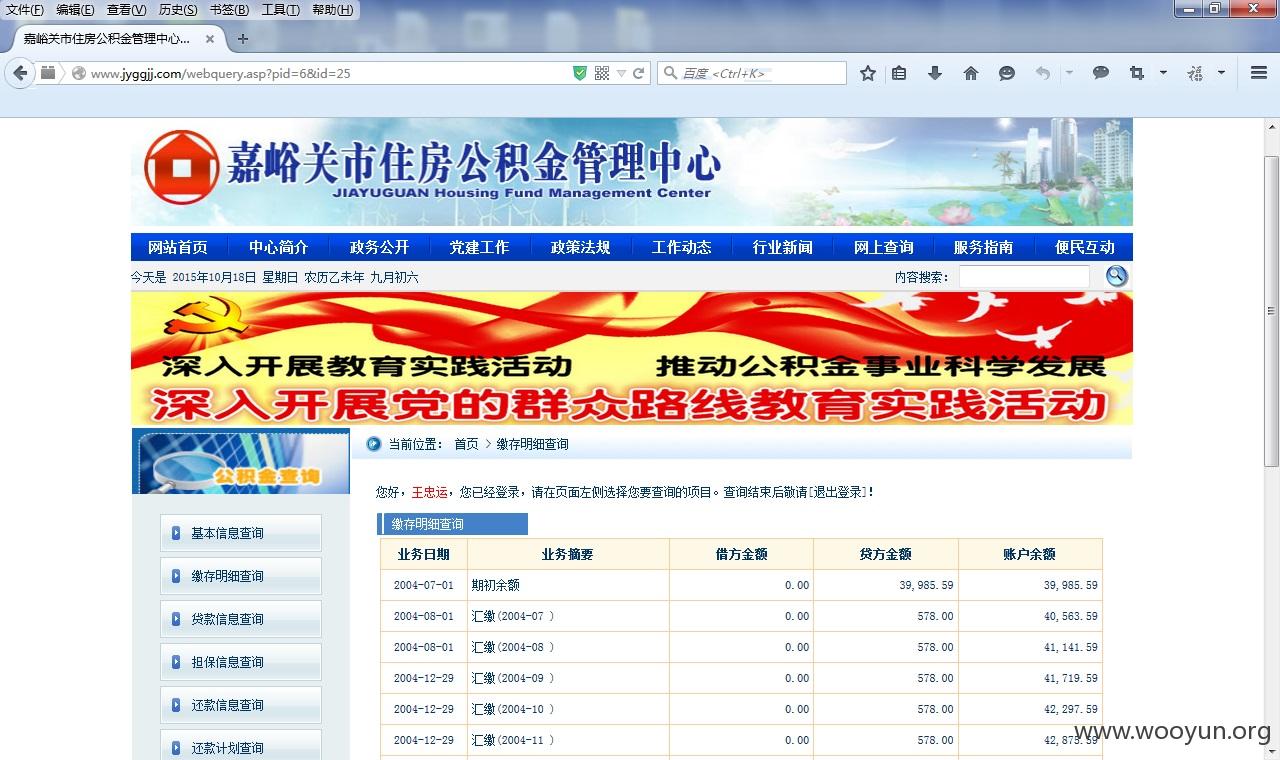 文件(F) 编辑(E) 查看(V) 历史(S) 书签(B) 工具(T) 帮助(H)
嘉峪关市住房公积金管理中心...
www.jyggjj.com/webquery.asp?pid=6&id=25
百度 <Ctrl+K>
嘉峪关市住房公积金管理中心
JIAYUGUAN Housing Fund Management Center
网站首页 中心简介 政务公开 党建工作 政策法规 工作动态 行业新闻 网上查询 服务指南 便民互动
今天是 2015年10月18日 星期日 农历乙未年 九月初六 内容搜索：
深入开展教育实践活动 推动公积金事业科学发展
深入开展党的群众路线教育实践活动
公积金查询
当前位置： 首页 > 缴存明细查询
您好，王忠运，您已经登录，请在页面左侧选择您要查询的项目。查询结束后敬请[退出登录]！
缴存明细查询
基本信息查询
缴存明细查询
贷款信息查询
担保信息查询
还款信息查询
还款计划查询
业务日期 业务摘要 借方金额 贷方金额 账户余额
2004-07-01 期初余额 0.00 39,985.59 39,985.59
2004-08-01 汇缴(2004-07 ) 0.00 578.00 40,563.59
2004-08-01 汇缴(2004-08 ) 0.00 578.00 41,141.59
2004-12-29 汇缴(2004-09 ) 0.00 578.00 41,719.59
2004-12-29 汇缴(2004-10 ) 0.00 578.00 42,297.59
2004-12-29 汇缴(2004-11 ) 0.00 578.00 42,875.59
www.wooyun.org